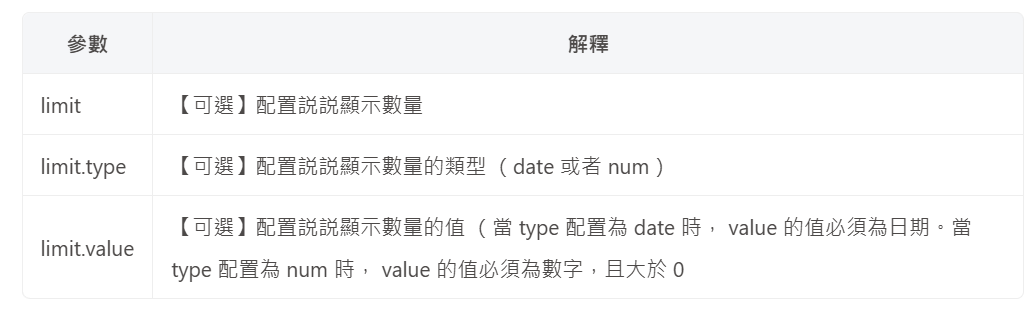 參數 解釋
limit 【可選】配置説説顯示數量
limit.type 【可選】配置説説顯示數量的類型（date 或者 num）
limit.value 【可選】配置説説顯示數量的值（當 type 配置為 date 時， value 的值必須為日期。當
type 配置為 num 時， value 的值必須為數字，且大於 0